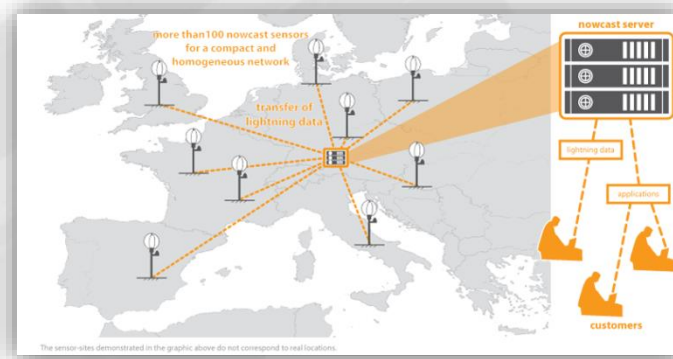 more than100 nowcast sensors
for a compact and
homogeneous network
transfer of
lightning data
nowcast server
lightning data
applications
customers
The sensor-sites demonstrated in the graphic above do not correspond to real locations.